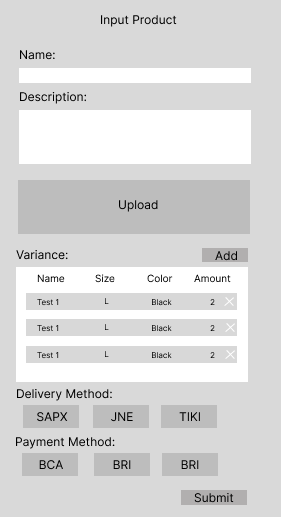 Input Product
Name:
Description:
Upload
Variance:
Add
Name Size Color Amount
Test 1 L Black 2
Test 1 L Black 2
Test 1 L Black 2
Delivery Method:
SAPX JNE TIKI
Payment Method:
BCA BRI BRI
Submit